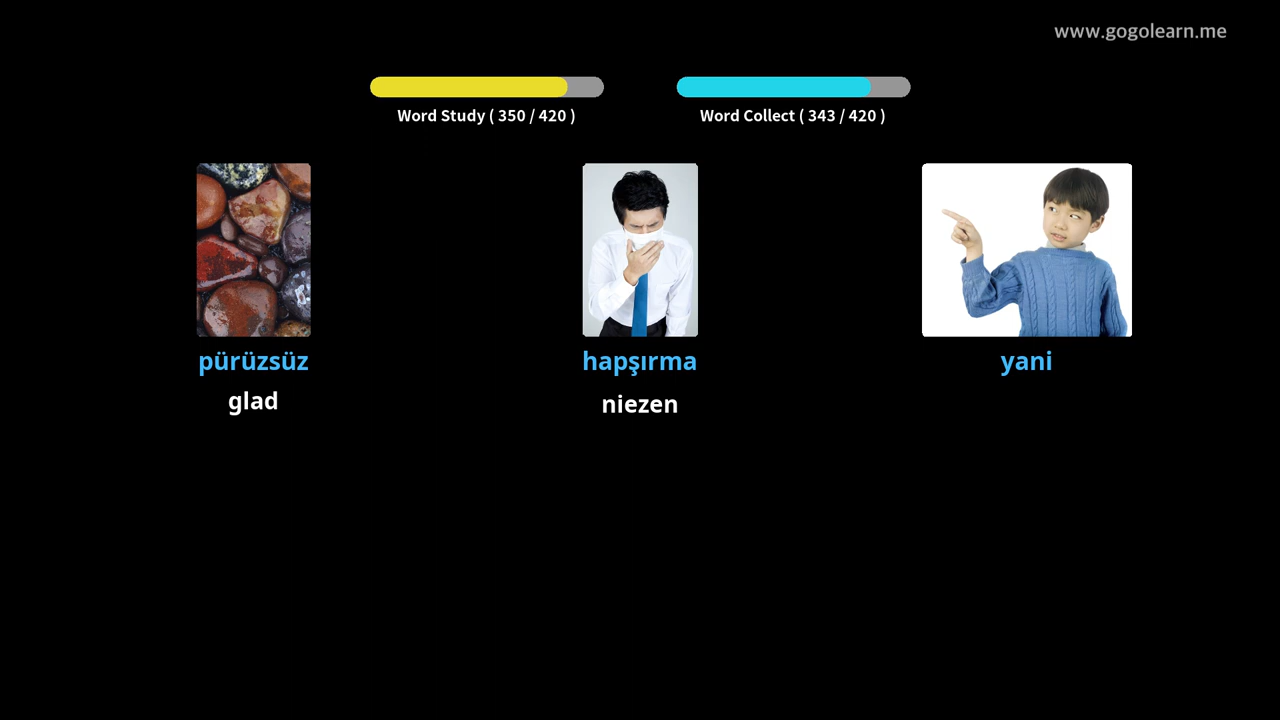 www.gogolearn.me
Word Study ( 350 / 420 )
Word Collect ( 343 / 420 )
pürüzsüz
hapşırma
yani
glad
niezen